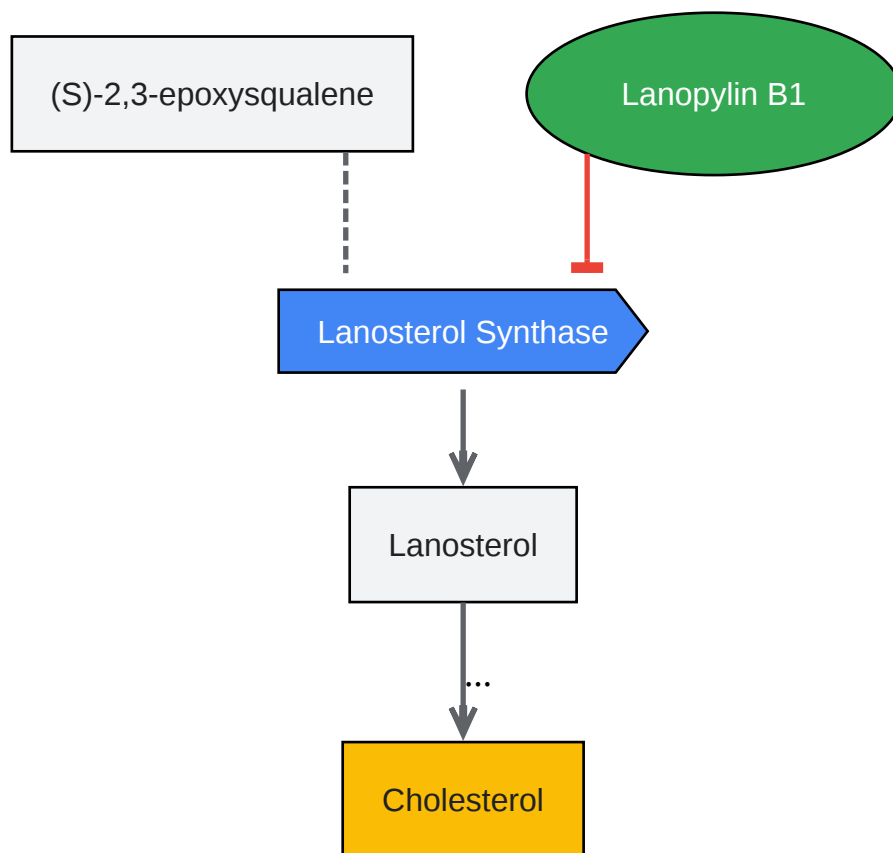 (S)-2,3-epoxysqualene
Lanopylin B1
Lanosterol Synthase
Lanosterol
...
Cholesterol